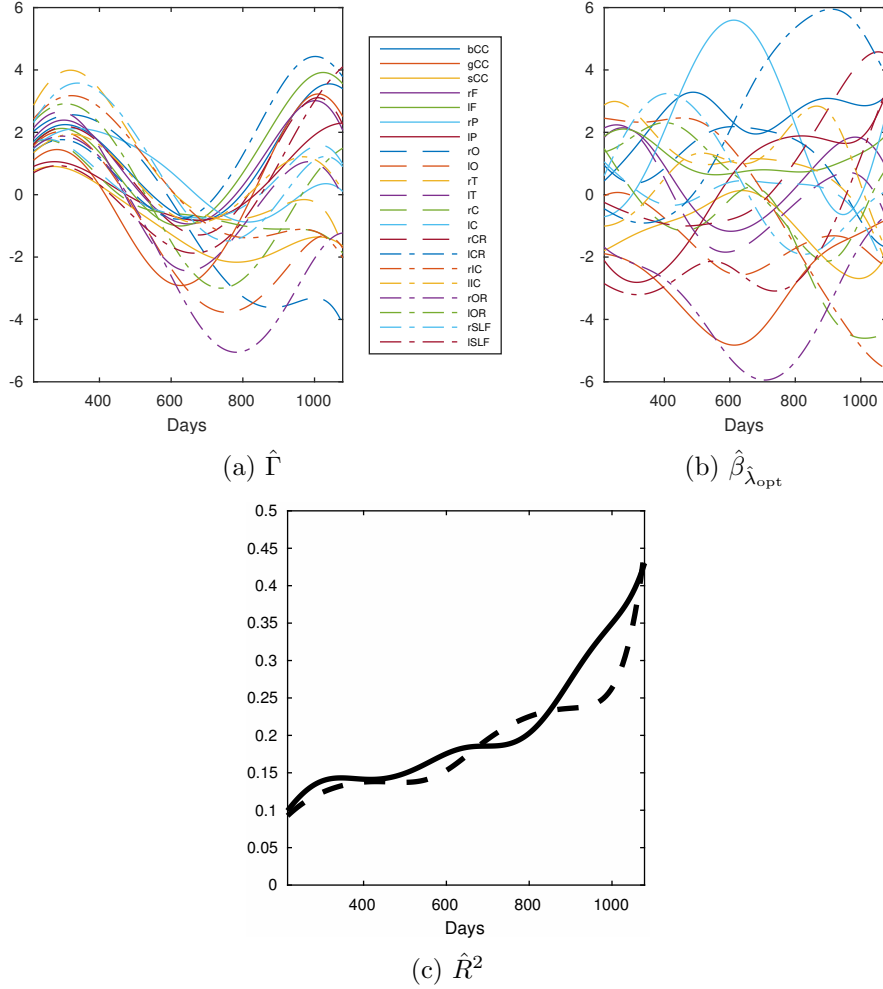 6
4
2
0
-2
-4
-6
400
600
800
1000
Days
bCC
gCC
sCC
rF
lF
rP
lP
rO
lO
rT
lT
rC
lC
rCR
lCR
rIC
lIC
rOR
lOR
rSLF
lSLF
6
4
2
0
-2
-4
-6
400
600
800
1000
Days
(a) Γ̂
(b) β̂_λ̂opt
0.5
0.45
0.4
0.35
0.3
0.25
0.2
0.15
0.1
0.05
0
400
600
800
1000
Days
(c) R̂²